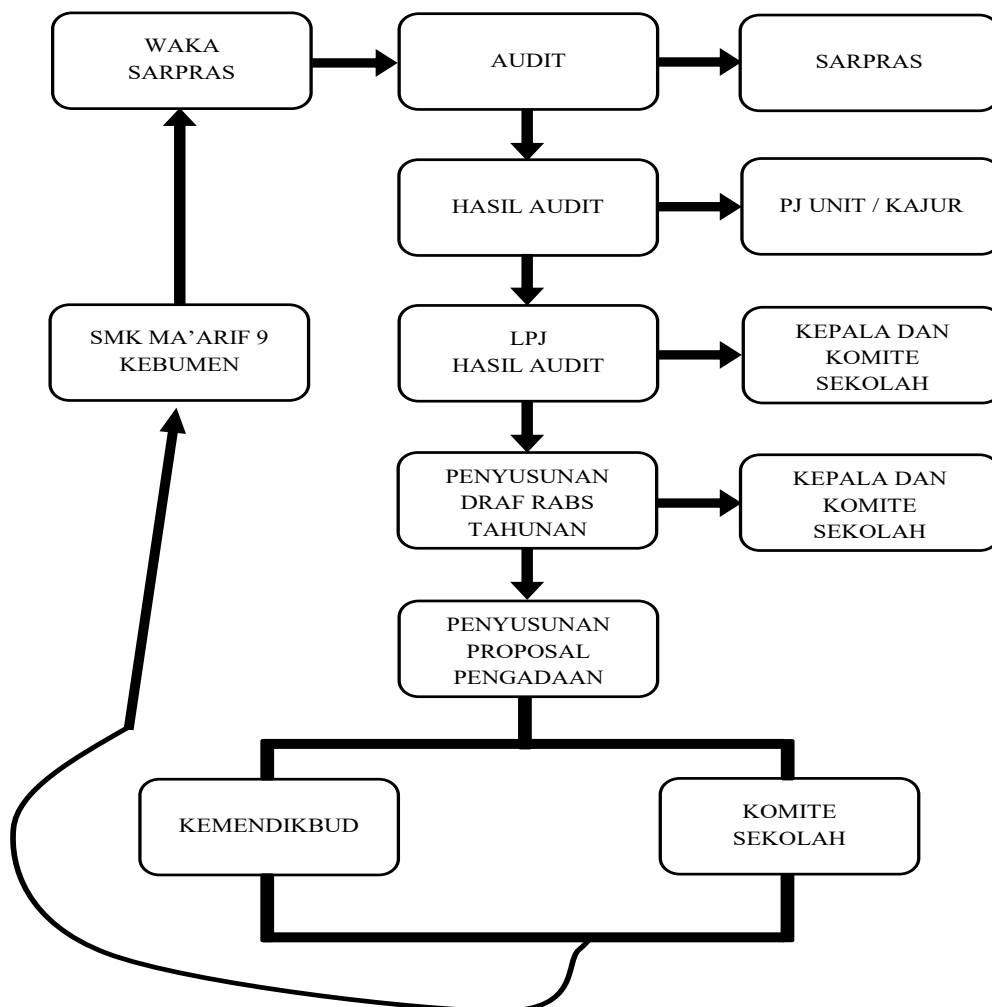 WAKA
SARPRAS
AUDIT
SARPRAS
HASIL AUDIT
PJ UNIT / KAJUR
SMK MA’ARIF 9
KEBUMEN
LPJ
HASIL AUDIT
KEPALA DAN
KOMITE
SEKOLAH
PENYUSUNAN
DRAF RABS
TAHUNAN
KEPALA DAN
KOMITE
SEKOLAH
PENYUSUNAN
PROPOSAL
PENGADAAN
KEMENDIKBUD
KOMITE
SEKOLAH